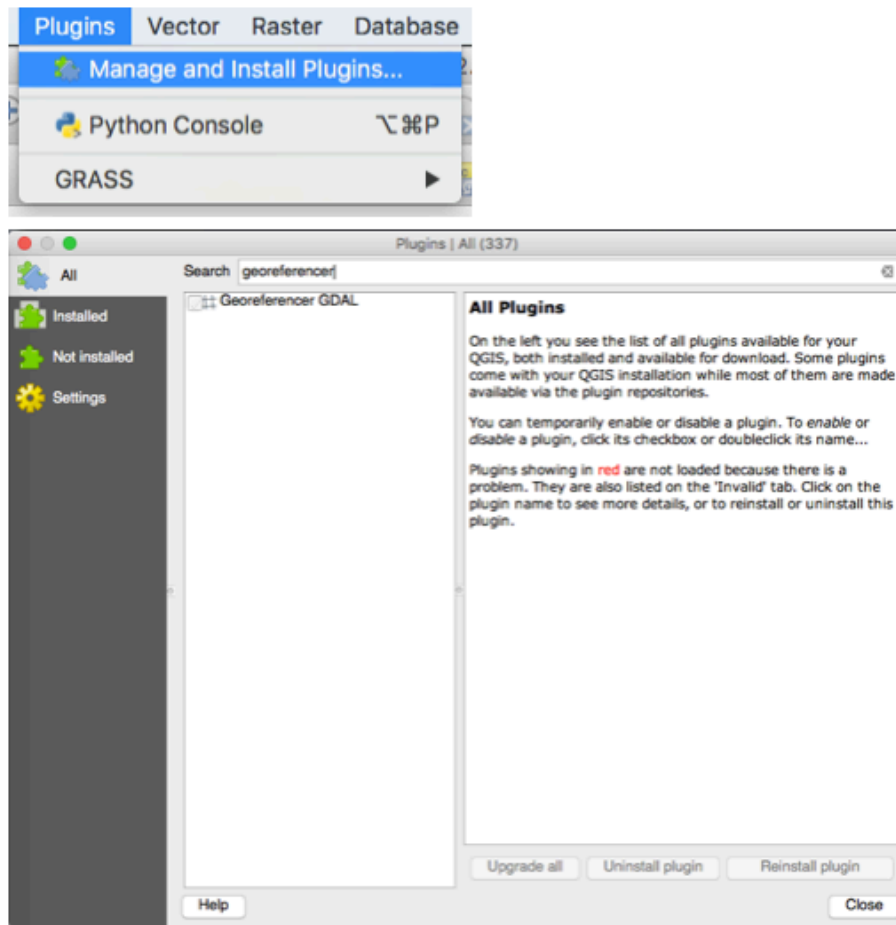 Plugins Vector Raster Database
Manage and Install Plugins...
Python Console ⌥⌘P
GRASS
Plugins | All (337)
All
Installed
Not installed
Settings
Search georeferencer
Georeferencer GDAL
All Plugins
On the left you see the list of all plugins available for your
QGIS, both installed and available for download. Some plugins
come with your QGIS installation while most of them are made
available via the plugin repositories.
You can temporarily enable or disable a plugin. To enable or
disable a plugin, click its checkbox or doubleclick its name...
Plugins showing in red are not loaded because there is a
problem. They are also listed on the 'Invalid' tab. Click on the
plugin name to see more details, or to reinstall or uninstall this
plugin.
Upgrade all Uninstall plugin Reinstall plugin
Help Close